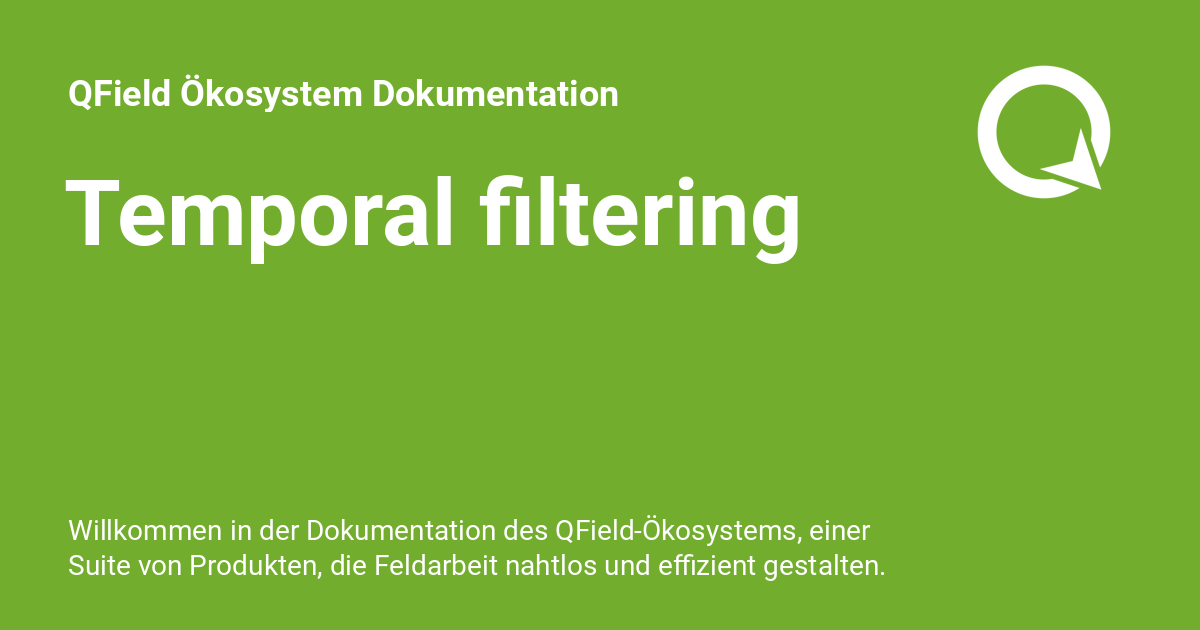 QField Ökosystem Dokumentation
Temporal filtering
Willkommen in der Dokumentation des QField-Ökosystems, einer
Suite von Produkten, die Feldarbeit nahtlos und effizient gestalten.